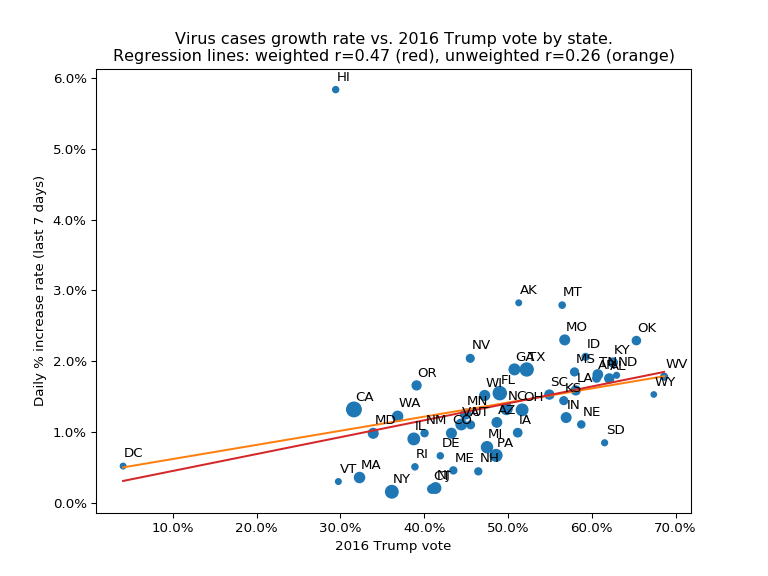 Virus cases growth rate vs. 2016 Trump vote by state.
Regression lines: weighted r=0.47 (red), unweighted r=0.26 (orange)
6.0%
HI
5.0%
4.0%
3.0%
AK
MT
MO
OK
NV
ID
KY
2.0%
GA
TX
MS
TN
ND
WV
OR
AR
AL
WI
FL
SC
KS
LA
WY
CA
WA
MN
NC
OH
IN
MD
IL
NM
CO
VA
UT
AZ
IA
NE
1.0%
SD
MI
PA
DE
DC
RI
ME
NH
VT
MA
NY
CT
NJ
0.0%
10.0%
20.0%
30.0%
40.0%
50.0%
60.0%
70.0%
2016 Trump vote
Daily % increase rate (last 7 days)